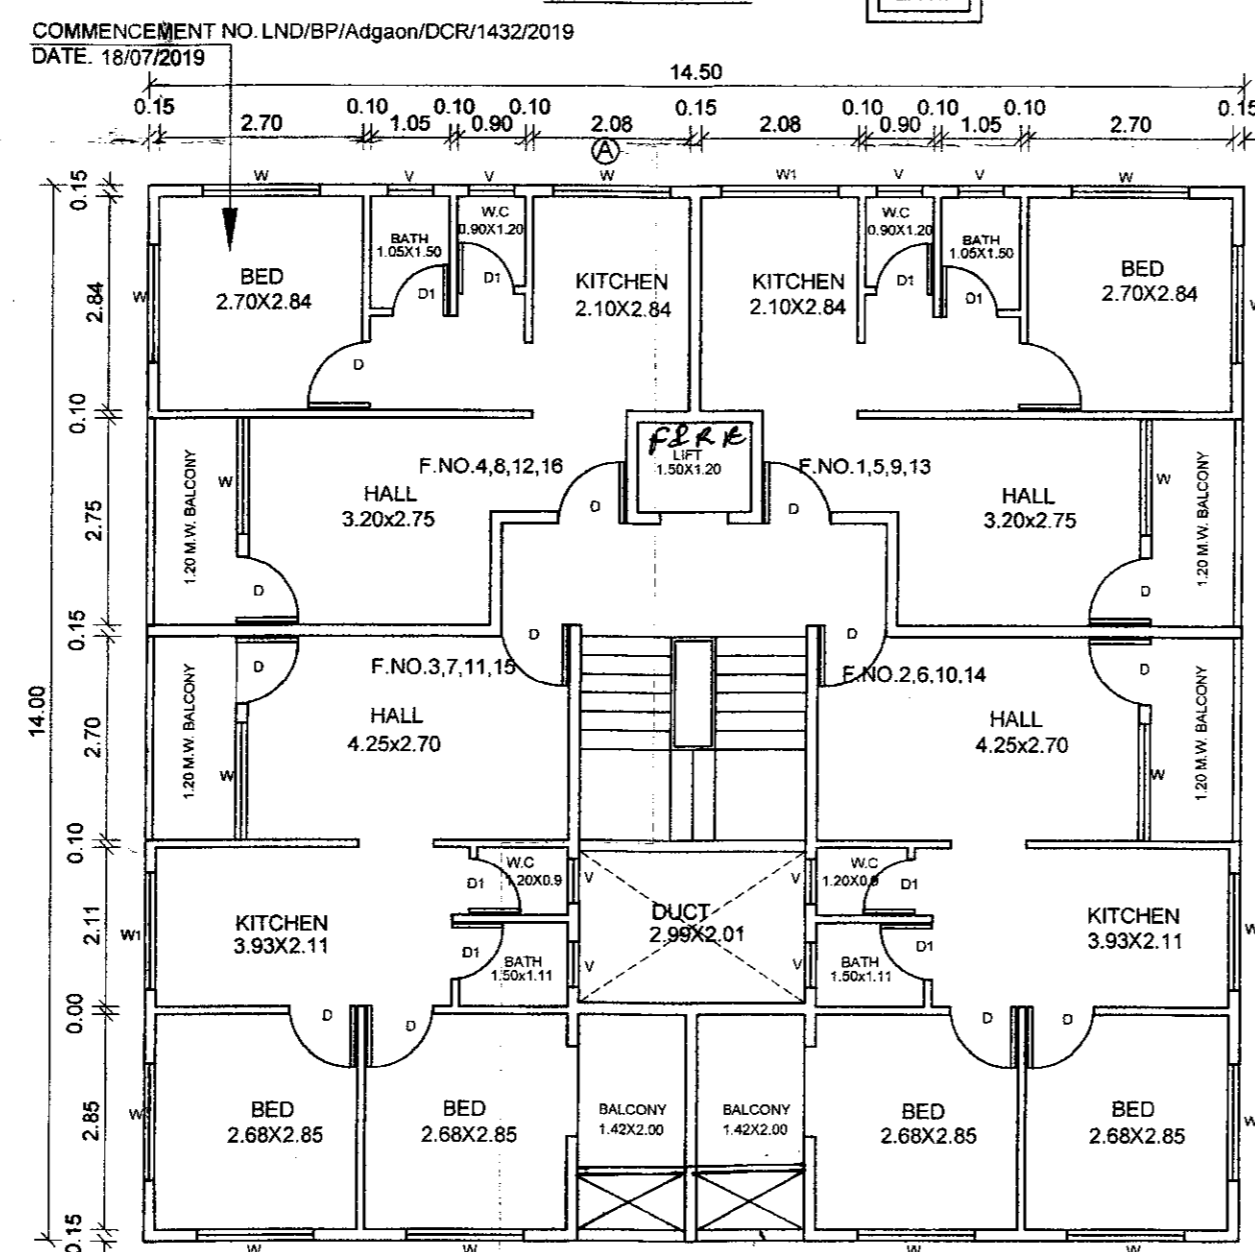 COMMENCEMENT NO. LND/BP/Adgaon/DCR/1432/2019
DATE. 18/07/2019
14.50
0.15 0.10 0.10 0.10 0.15 0.10 0.10 0.10 0.15
2.70 1.05 0.90 2.08 2.08 0.90 1.05 2.70
A
W V V W W1 V V W
0.15
W.C W.C
0.90X1.20 0.90X1.20
BATH BATH
1.05X1.50 1.05X1.50
BED KITCHEN KITCHEN BED
2.70X2.84 2.10X2.84 2.10X2.84 2.70X2.84
D1 D1 D1 D1
W W
2.84
D
0.10
FIRE
LIFT
1.50X1.20
F.NO.4,8,12,16 F.NO.1,5,9,13
1.20 M.W. BALCONY W HALL D D HALL W 1.20 M.W. BALCONY
3.20x2.75 3.20x2.75
2.75
D D
0.15
D D
D D
F.NO.3,7,11,15 F.NO.2,6,10,14
14.00
1.20 M.W. BALCONY HALL HALL 1.20 M.W. BALCONY
4.25x2.70 4.25x2.70
2.70
W W
0.10
W.C W.C
1.20X0.9 1.20X0.9
D1 V V D1
KITCHEN DUCT KITCHEN
3.93X2.11 2.99X2.01 3.93X2.11
2.11
W1 W
D1 BATH V V BATH D1
1.50x1.11 1.50x1.11
0.00
D D D D
BED BED BALCONY BALCONY BED BED
2.68X2.85 2.68X2.85 1.42X2.00 1.42X2.00 2.68X2.85 2.68X2.85
2.85
W W
0.15
W W W W